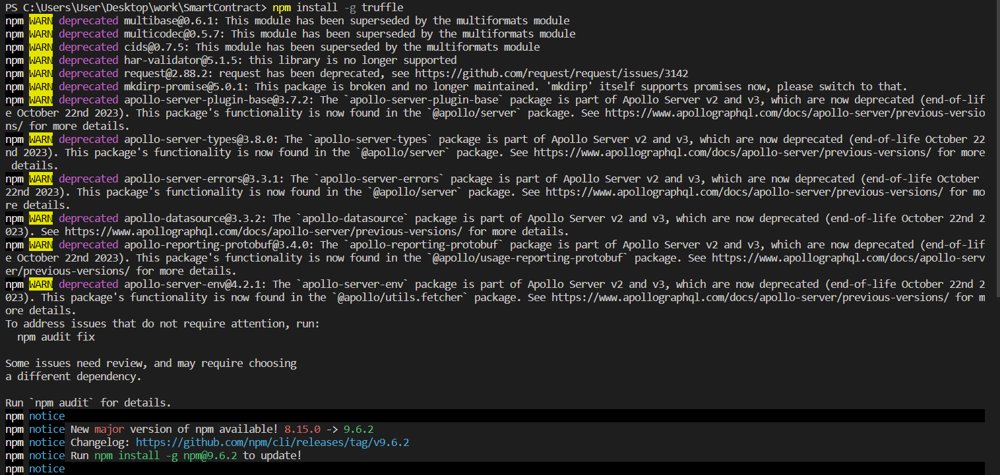 PS C:\Users\User\Desktop\work\SmartContract> npm install -g truffle
npm WARN deprecated multibase@0.6.1: This module has been superseded by the multiformats module
npm WARN deprecated multicodec@0.5.7: This module has been superseded by the multiformats module
npm WARN deprecated cids@0.7.5: This module has been superseded by the multiformats module
npm WARN deprecated har-validator@5.1.5: this library is no longer supported
npm WARN deprecated request@2.88.2: request has been deprecated, see https://github.com/request/request/issues/3142
npm WARN deprecated mkdirp-promise@5.0.1: This package is broken and no longer maintained. 'mkdirp' itself supports promises now, please switch to that.
npm WARN deprecated apollo-server-plugin-base@3.7.2: The `apollo-server-plugin-base` package is part of Apollo Server v2 and v3, which are now deprecated (end-of-lif
e October 22nd 2023). This package's functionality is now found in the `@apollo/server` package. See https://www.apollographql.com/docs/apollo-server/previous-versio
ns/ for more details.
npm WARN deprecated apollo-server-types@3.8.0: The `apollo-server-types` package is part of Apollo Server v2 and v3, which are now deprecated (end-of-life October 22
nd 2023). This package's functionality is now found in the `@apollo/server` package. See https://www.apollographql.com/docs/apollo-server/previous-versions/ for more
 details.
npm WARN deprecated apollo-server-errors@3.3.1: The `apollo-server-errors` package is part of Apollo Server v2 and v3, which are now deprecated (end-of-life October 
22nd 2023). This package's functionality is now found in the `@apollo/server` package. See https://www.apollographql.com/docs/apollo-server/previous-versions/ for mo
re details.
npm WARN deprecated apollo-datasource@3.3.2: The `apollo-datasource` package is part of Apollo Server v2 and v3, which are now deprecated (end-of-life October 22nd 2
023). See https://www.apollographql.com/docs/apollo-server/previous-versions/ for more details.
npm WARN deprecated apollo-reporting-protobuf@3.4.0: The `apollo-reporting-protobuf` package is part of Apollo Server v2 and v3, which are now deprecated (end-of-lif
e October 22nd 2023). This package's functionality is now found in the `@apollo/usage-reporting-protobuf` package. See https://www.apollographql.com/docs/apollo-serv
er/previous-versions/ for more details.
npm WARN deprecated apollo-server-env@4.2.1: The `apollo-server-env` package is part of Apollo Server v2 and v3, which are now deprecated (end-of-life October 22nd 2
023). This package's functionality is now found in the `@apollo/utils.fetcher` package. See https://www.apollographql.com/docs/apollo-server/previous-versions/ for m
ore details.
To address issues that do not require attention, run:
  npm audit fix

Some issues need review, and may require choosing
a different dependency.

Run `npm audit` for details.
npm notice
npm notice New major version of npm available! 8.15.0 -> 9.6.2
npm notice Changelog: https://github.com/npm/cli/releases/tag/v9.6.2
npm notice Run npm install -g npm@9.6.2 to update!
npm notice